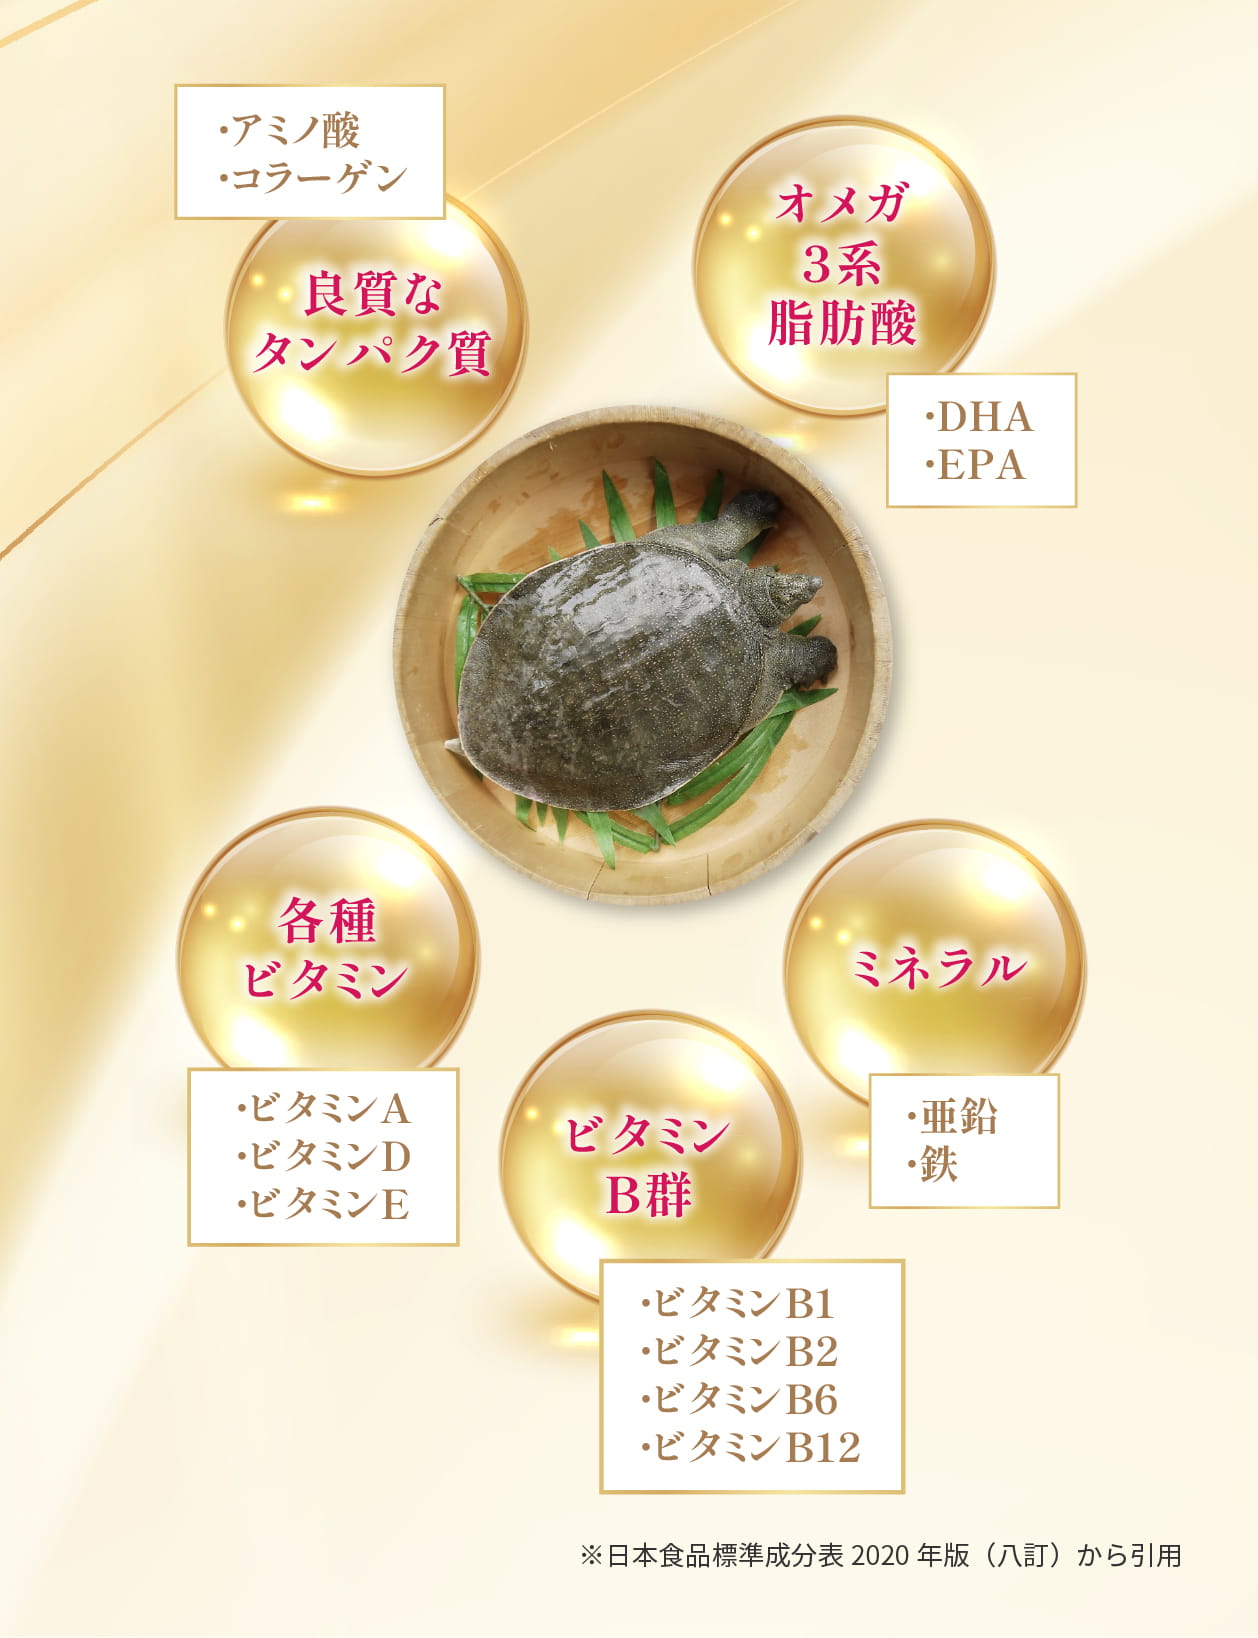 ・アミノ酸
・コラーゲン
良質な
タンパク質
オメガ
3系
脂肪酸
・DHA
・EPA
各種
ビタミン
・ビタミンA
・ビタミンD
・ビタミンE
ミネラル
・亜鉛
・鉄
ビタミン
B群
・ビタミンB1
・ビタミンB2
・ビタミンB6
・ビタミンB12
※日本食品標準成分表 2020 年版（八訂）から引用